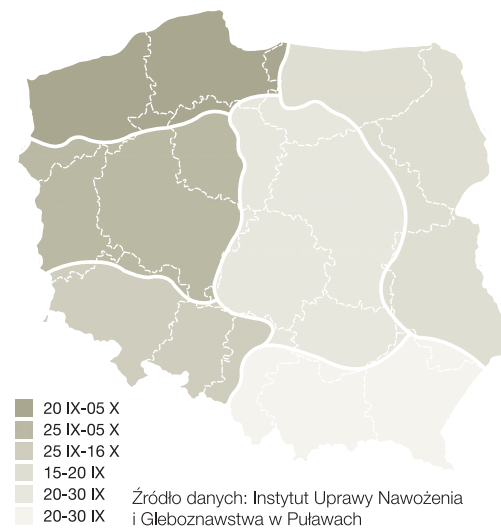 20 IX-05 X
25 IX-05 X
25 IX-16 X
15-20 IX
20-30 IX
20-30 IX
Źródło danych: Instytut Uprawy Nawożenia
i Gleboznawstwa w Puławach